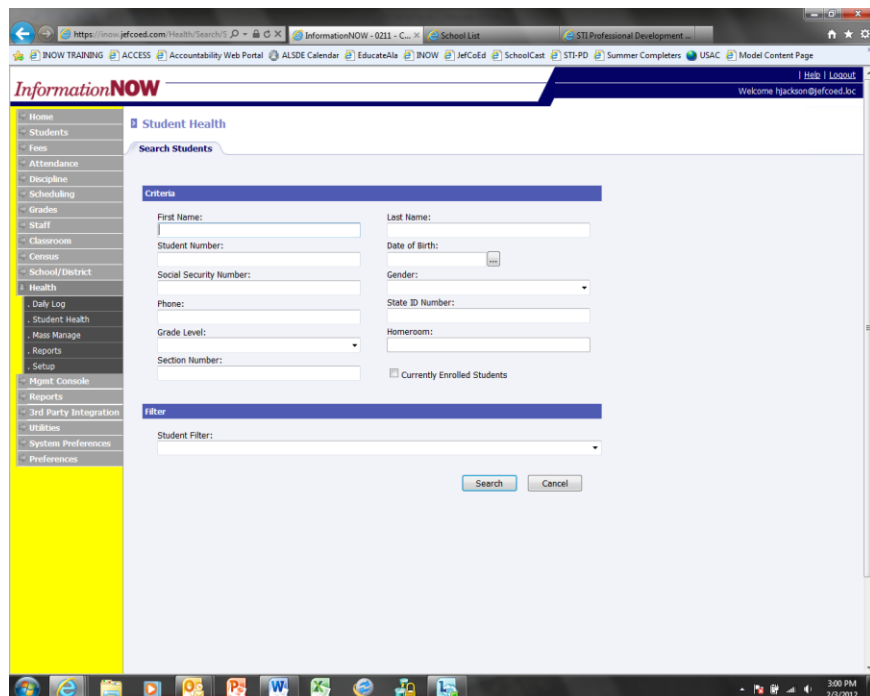 https://inow.jefcoed.com/Health/Search/S
InformationNOW - 0211 - C...
School List
STI Professional Development ...
INOW TRAINING ACCESS Accountability Web Portal ALSDE Calendar EducateAla INOW JefCoEd SchoolCast STI-PD Summer Completers USAC Model Content Page
| Help | Logout
InformationNOW
Welcome hjackson@jefcoed.loc
Home
Students
Fees
Attendance
Discipline
Scheduling
Grades
Staff
Classroom
Census
School/District
Health
. Daily Log
. Student Health
. Mass Manage
. Reports
. Setup
Mgmt Console
Reports
3rd Party Integration
Utilities
System Preferences
Preferences
Student Health
Search Students
Criteria
First Name: Last Name:
Student Number: Date of Birth:
...
Social Security Number: Gender:
Phone: State ID Number:
Grade Level: Homeroom:
Section Number:
Currently Enrolled Students
Filter
Student Filter:
Search Cancel
3:00 PM
2/3/2012